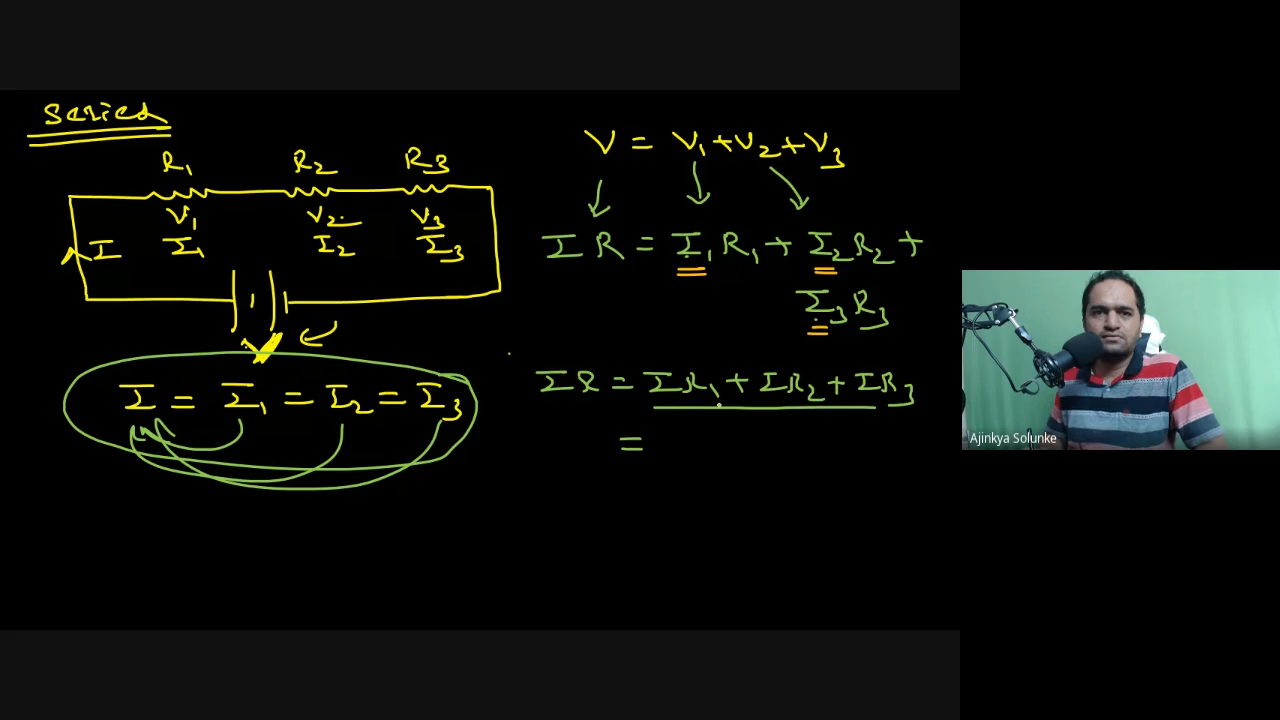 Series
R1 R2 R3
V1 V2 V3
I I1 I2 I3
V
I = I1 = I2 = I3
V = V1+V2+V3
I R = I1R1+ I2R2+
I3R3
IR = IR1+ IR2+ IR3
=
Ajinkya Solunke